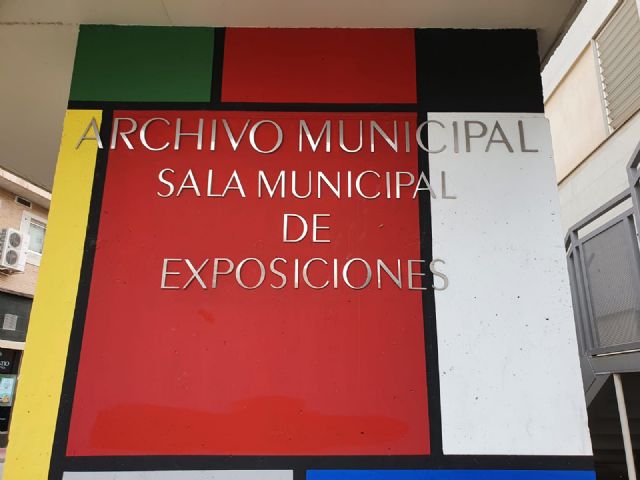 ARCHIVO MUNICIPAL
SALA MUNICIPAL
DE
EXPOSICIONES